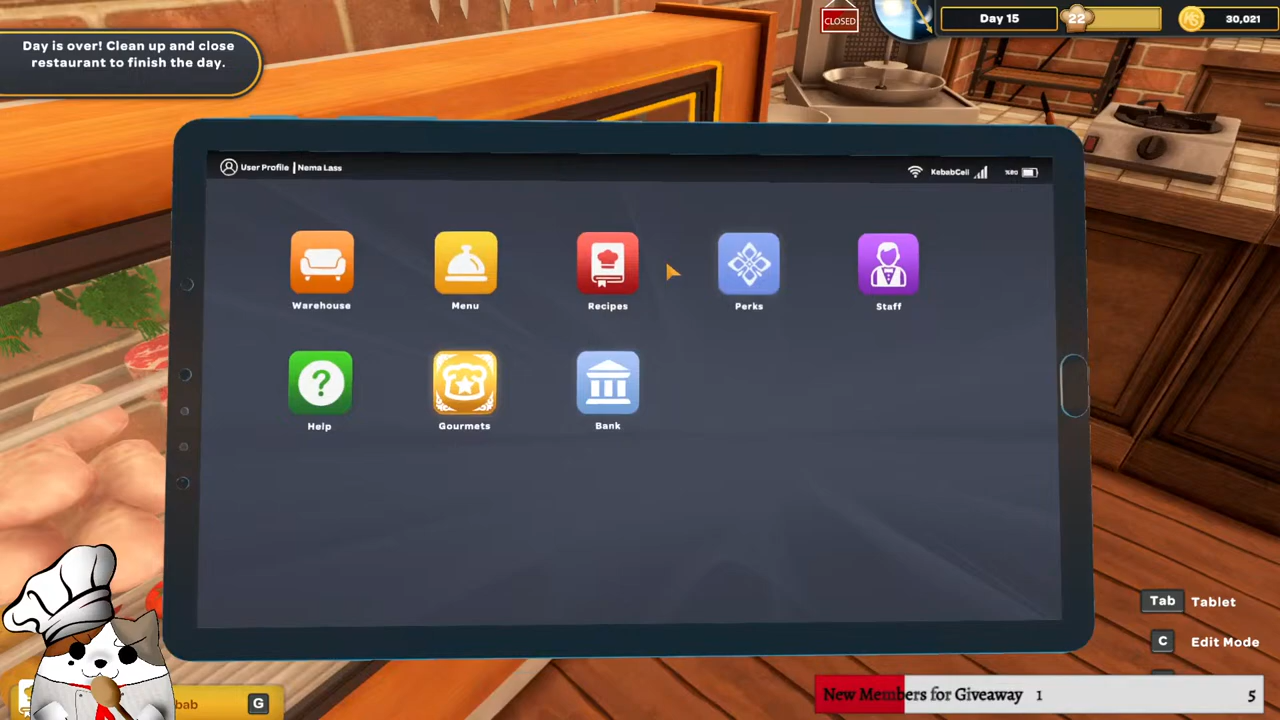 Day is over! Clean up and close
restaurant to finish the day.
CLOSED
Day 15
22
30,021
User Profile | Nema Lass
KebabCell
%80
Warehouse
Menu
Recipes
Perks
Staff
Help
Gourmets
Bank
Tab Tablet
C Edit Mode
bab G
New Members for Giveaway 1 5